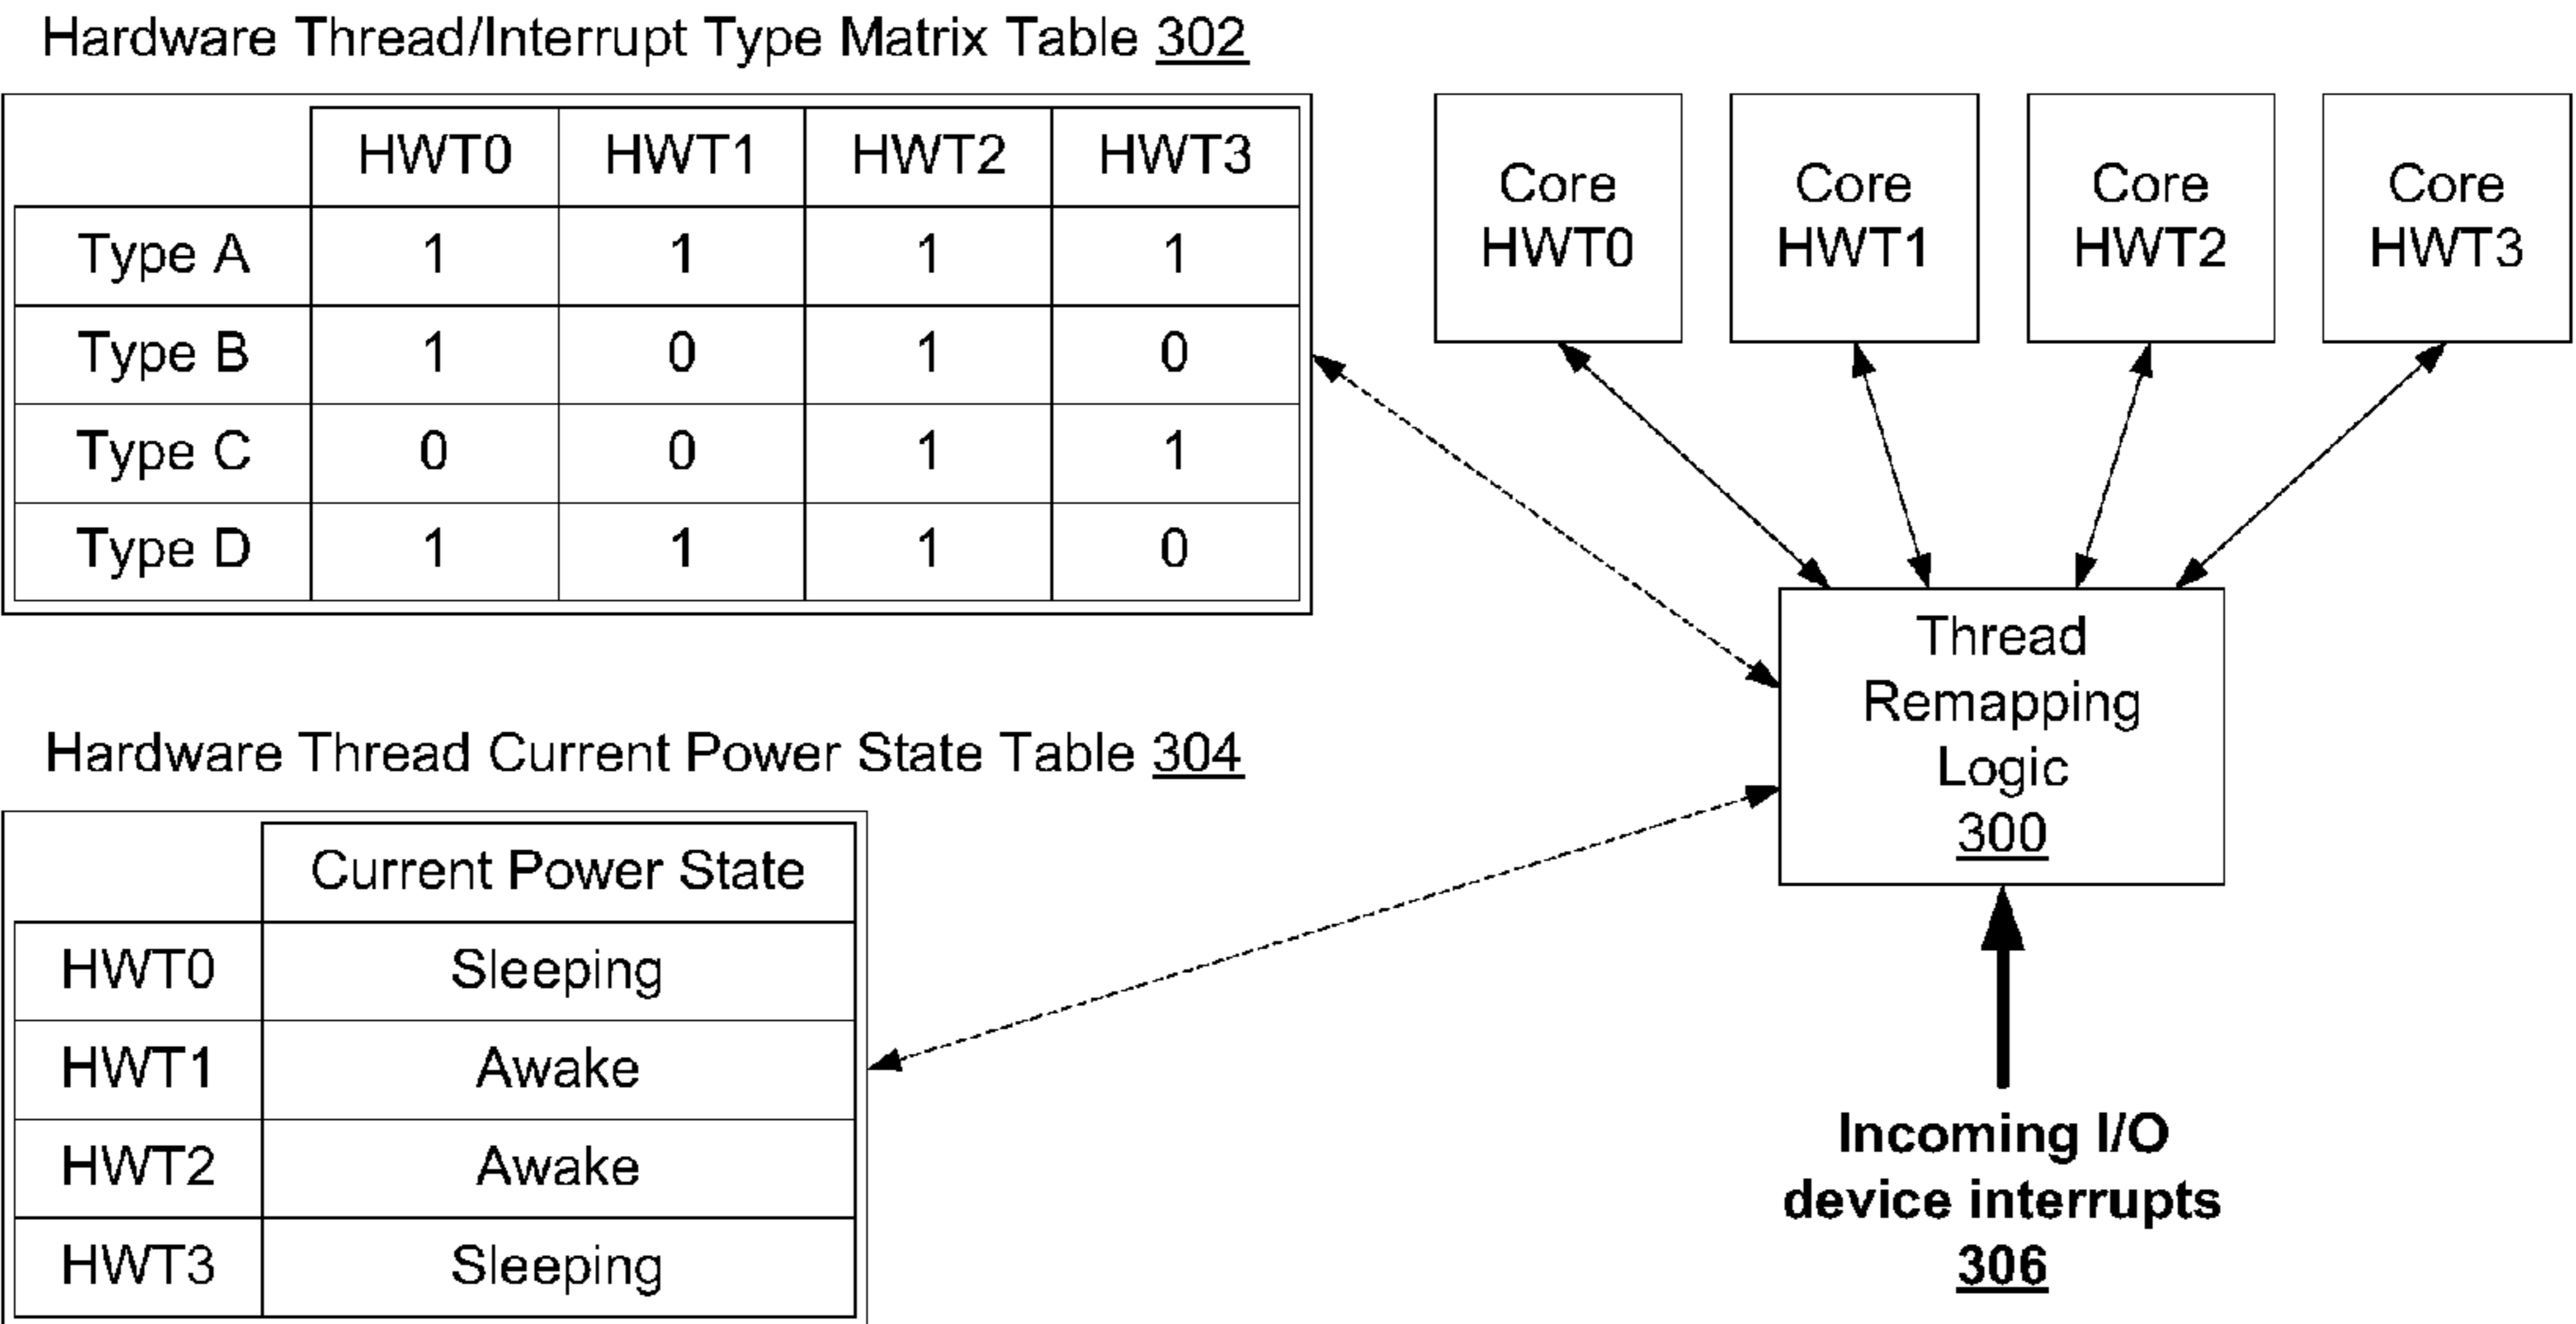 Hardware Thread/Interrupt Type Matrix Table 302
HWT0 HWT1 HWT2 HWT3
Type A 1 1 1 1
Type B 1 0 1 0
Type C 0 0 1 1
Type D 1 1 1 0
Core
HWT0
Core
HWT1
Core
HWT2
Core
HWT3
Thread
Remapping
Logic
300
Hardware Thread Current Power State Table 304
Current Power State
HWT0 Sleeping
HWT1 Awake
HWT2 Awake
HWT3 Sleeping
Incoming I/O
device interrupts
306